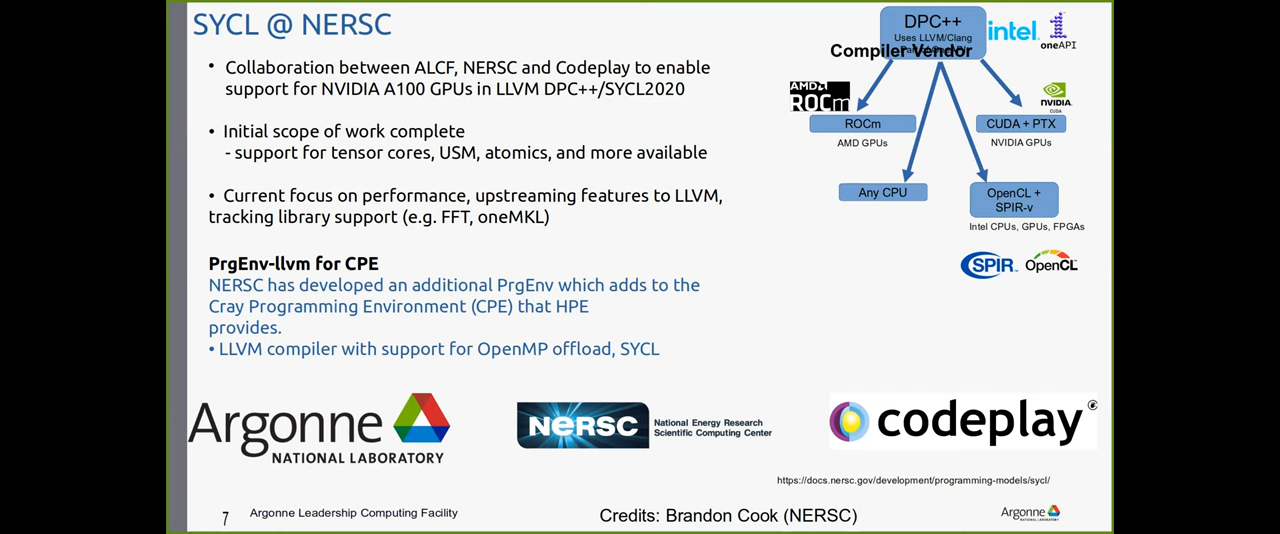 SYCL @ NERSC
• Collaboration between ALCF, NERSC and Codeplay to enable
support for NVIDIA A100 GPUs in LLVM DPC++/SYCL2020
• Initial scope of work complete
- support for tensor cores, USM, atomics, and more available
• Current focus on performance, upstreaming features to LLVM,
tracking library support (e.g. FFT, oneMKL)
PrgEnv-llvm for CPE
NERSC has developed an additional PrgEnv which adds to the
Cray Programming Environment (CPE) that HPE
provides.
• LLVM compiler with support for OpenMP offload, SYCL
DPC++
Uses LLVM/Clang
Compiler Vendor
intel
oneAPI
AMD
ROCm
NVIDIA
CUDA
ROCm
AMD GPUs
CUDA + PTX
NVIDIA GPUs
Any CPU
OpenCL +
SPIR-v
Intel CPUs, GPUs, FPGAs
SPIR
OpenCL
Argonne
NATIONAL LABORATORY
NERSC
National Energy Research
Scientific Computing Center
codeplay®
https://docs.nersc.gov/development/programming-models/sycl/
7
Argonne Leadership Computing Facility
Credits: Brandon Cook (NERSC)
Argonne
NATIONAL LABORATORY